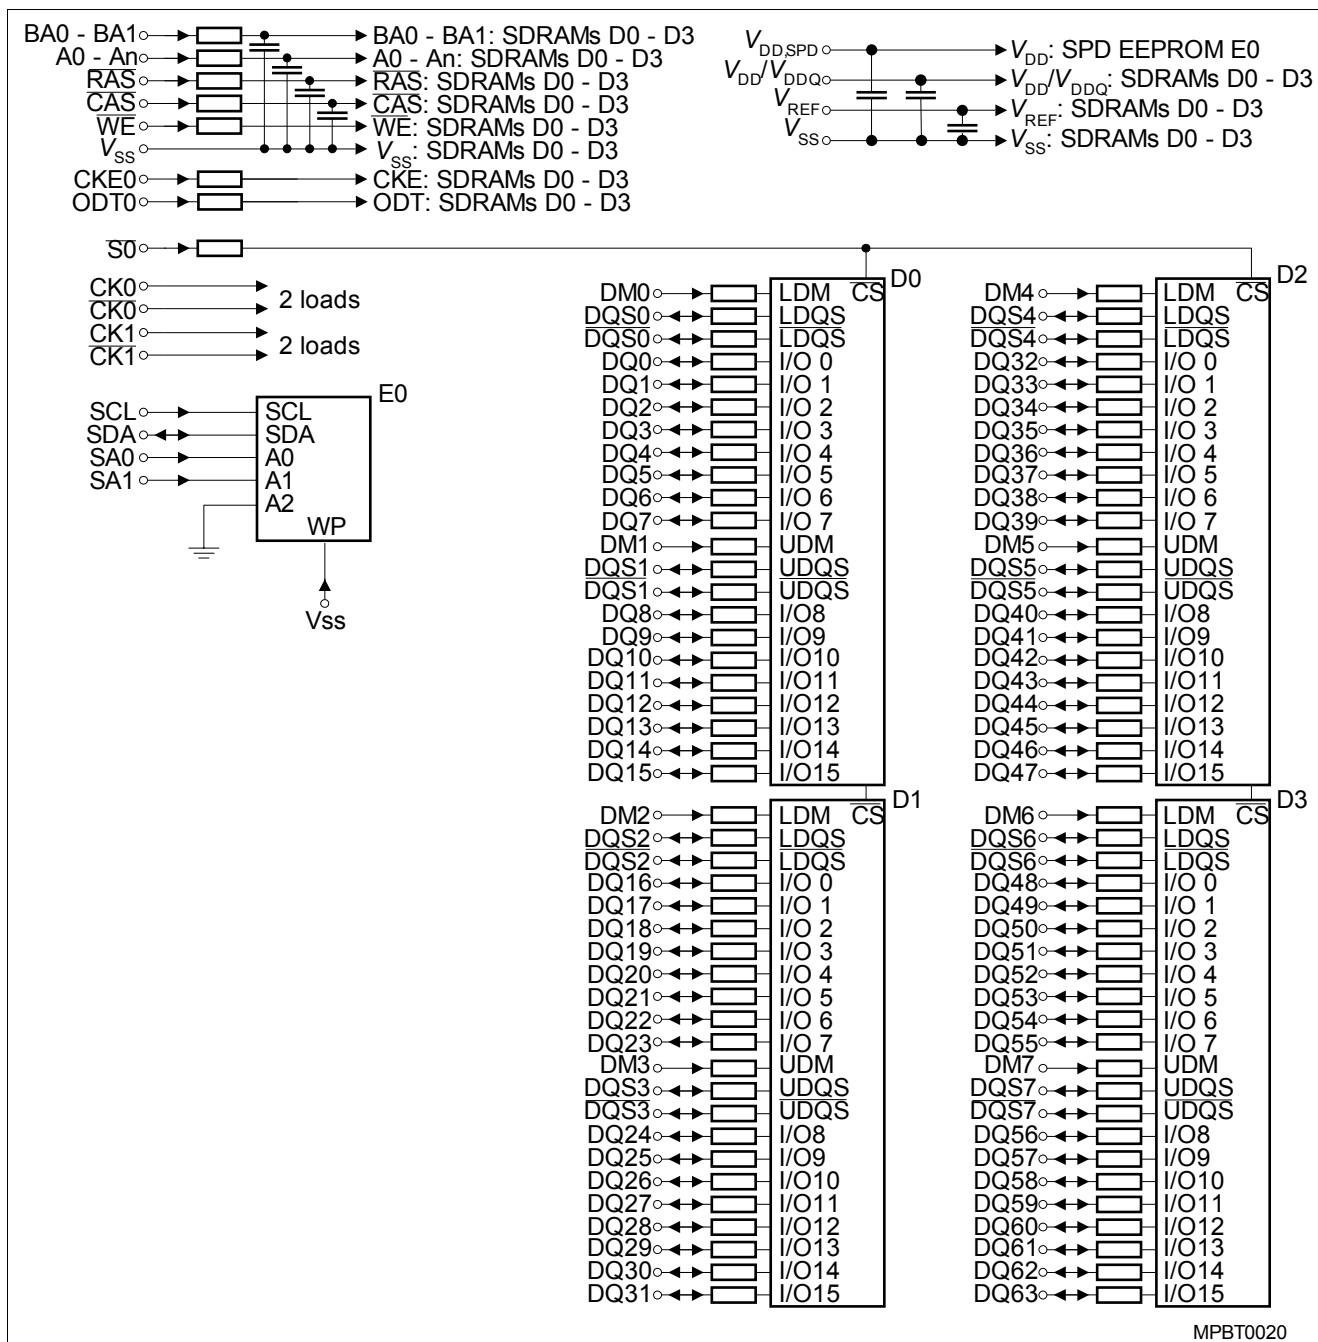 BA0 - BA1 BA0 - BA1: SDRAMs D0 - D3
A0 - An A0 - An: SDRAMs D0 - D3
RAS RAS: SDRAMs D0 - D3
CAS CAS: SDRAMs D0 - D3
WE WE: SDRAMs D0 - D3
VSS VSS: SDRAMs D0 - D3
CKE0 CKE: SDRAMs D0 - D3
ODT0 ODT: SDRAMs D0 - D3
VDD,SPD VDD: SPD EEPROM E0
VDD/VDDQ VDD/VDDQ: SDRAMs D0 - D3
VREF VREF: SDRAMs D0 - D3
VSS VSS: SDRAMs D0 - D3
S0
CK0
CK0
2 loads
CK1
CK1
2 loads
E0
SCL SCL
SDA SDA
SA0 A0
SA1 A1
A2
WP
Vss
D0
DM0 LDM CS
DQS0 LDQS
DQS0 LDQS
DQ0 I/O 0
DQ1 I/O 1
DQ2 I/O 2
DQ3 I/O 3
DQ4 I/O 4
DQ5 I/O 5
DQ6 I/O 6
DQ7 I/O 7
DM1 UDM
DQS1 UDQS
DQS1 UDQS
DQ8 I/O8
DQ9 I/O9
DQ10 I/O10
DQ11 I/O11
DQ12 I/O12
DQ13 I/O13
DQ14 I/O14
DQ15 I/O15
D1
DM2 LDM CS
DQS2 LDQS
DQS2 LDQS
DQ16 I/O 0
DQ17 I/O 1
DQ18 I/O 2
DQ19 I/O 3
DQ20 I/O 4
DQ21 I/O 5
DQ22 I/O 6
DQ23 I/O 7
DM3 UDM
DQS3 UDQS
DQS3 UDQS
DQ24 I/O8
DQ25 I/O9
DQ26 I/O10
DQ27 I/O11
DQ28 I/O12
DQ29 I/O13
DQ30 I/O14
DQ31 I/O15
D2
DM4 LDM CS
DQS4 LDQS
DQS4 LDQS
DQ32 I/O 0
DQ33 I/O 1
DQ34 I/O 2
DQ35 I/O 3
DQ36 I/O 4
DQ37 I/O 5
DQ38 I/O 6
DQ39 I/O 7
DM5 UDM
DQS5 UDQS
DQS5 UDQS
DQ40 I/O8
DQ41 I/O9
DQ42 I/O10
DQ43 I/O11
DQ44 I/O12
DQ45 I/O13
DQ46 I/O14
DQ47 I/O15
D3
DM6 LDM CS
DQS6 LDQS
DQS6 LDQS
DQ48 I/O 0
DQ49 I/O 1
DQ50 I/O 2
DQ51 I/O 3
DQ52 I/O 4
DQ53 I/O 5
DQ54 I/O 6
DQ55 I/O 7
DM7 UDM
DQS7 UDQS
DQS7 UDQS
DQ56 I/O8
DQ57 I/O9
DQ58 I/O10
DQ59 I/O11
DQ60 I/O12
DQ61 I/O13
DQ62 I/O14
DQ63 I/O15
MPBT0020